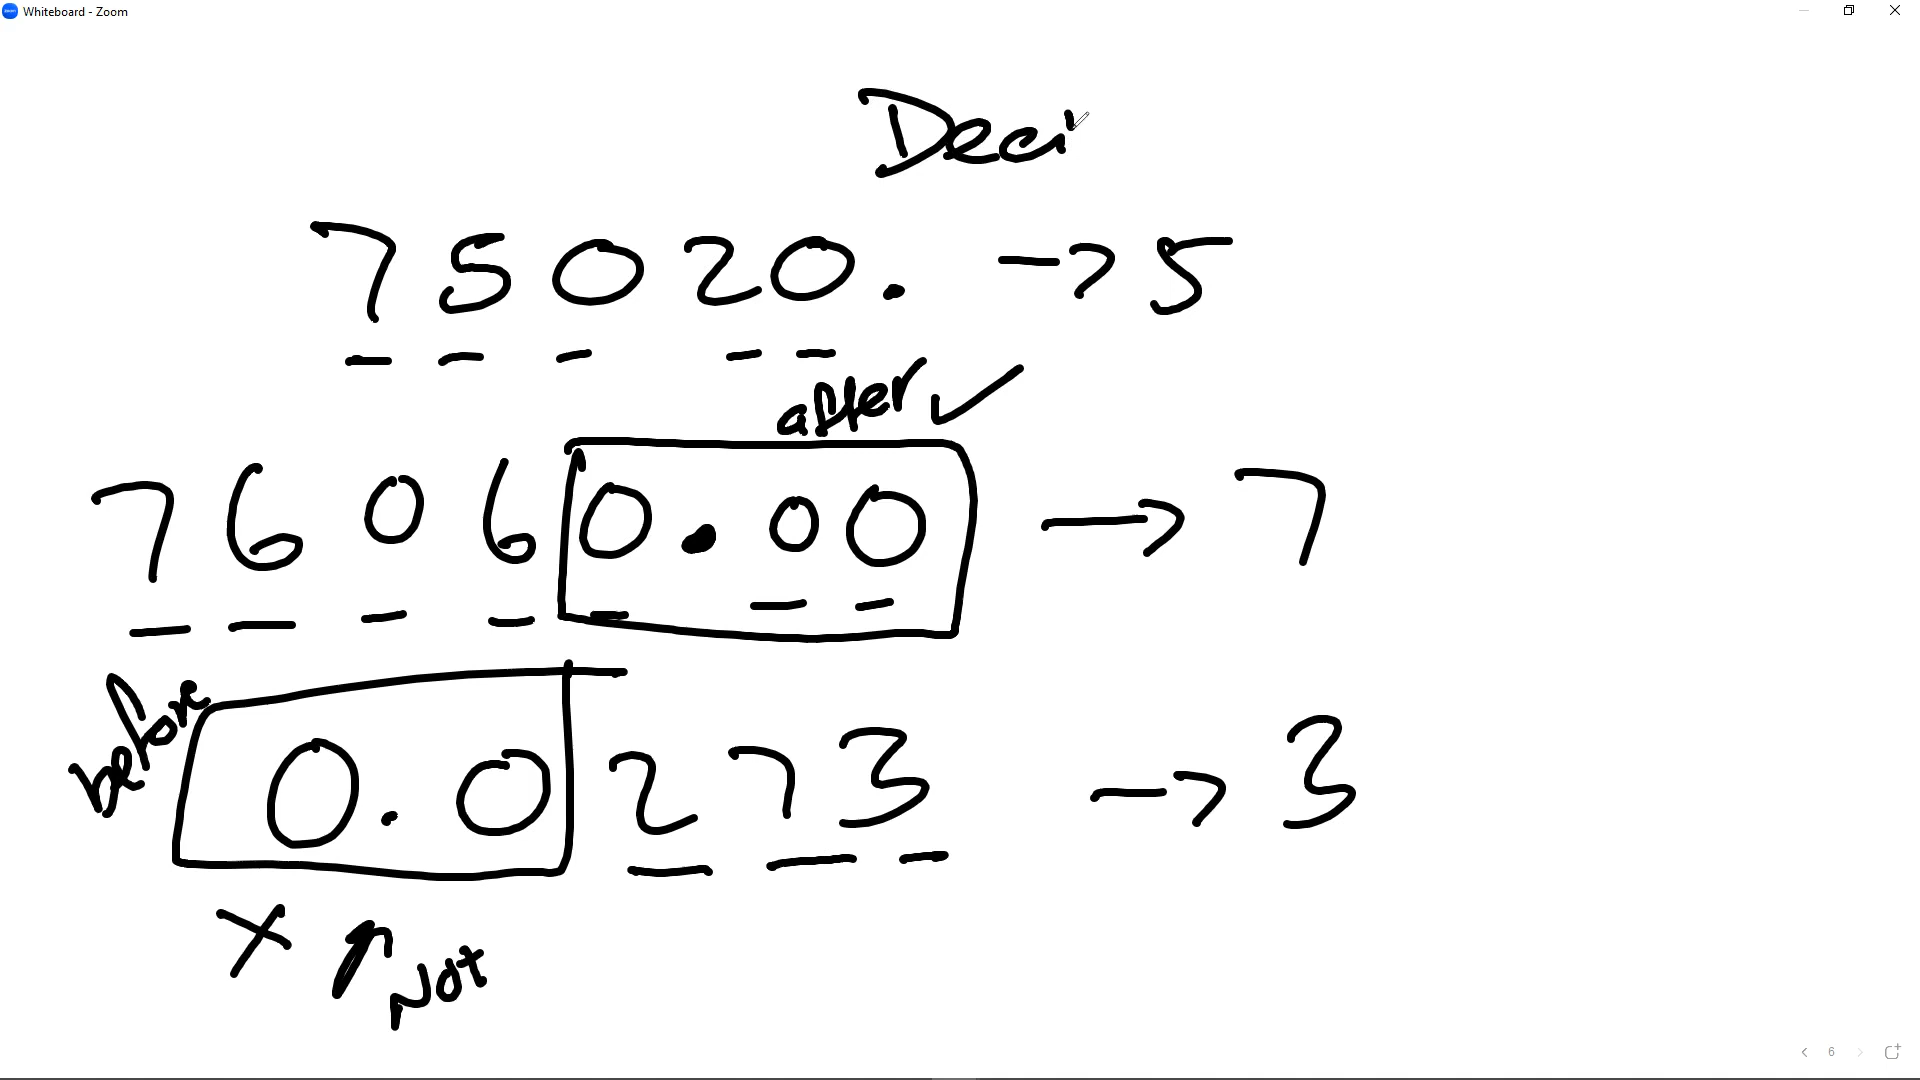 Whiteboard - Zoom
Deci
75020. → 5
after ✓
76060.00 → 7
before
0.0273 → 3
X ↑ Not
6